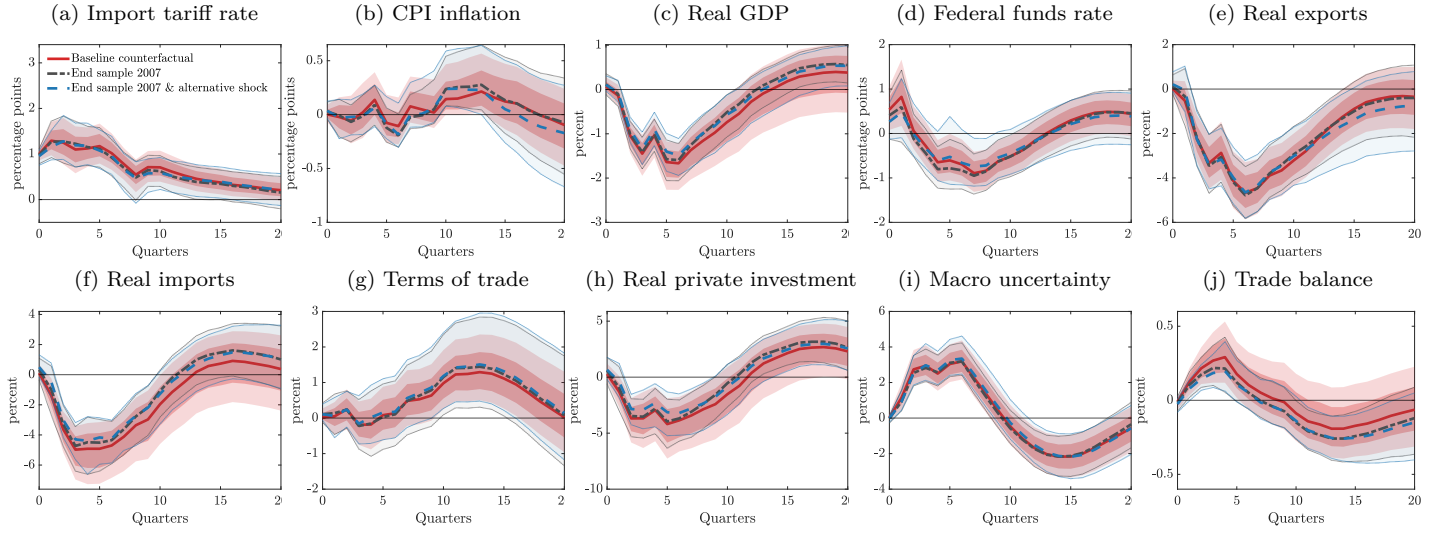 (a) Import tariff rate
(b) CPI inflation
(c) Real GDP
(d) Federal funds rate
(e) Real exports
percentage points
3
2
1
0
Baseline counterfactual
End sample 2007
End sample 2007 & alternative shock
0 5 10 15 20
Quarters
percentage points
0.5
0
-0.5
-1
0 5 10 15 20
Quarters
percent
1
0
-1
-2
-3
0 5 10 15 20
Quarters
percentage points
2
1
0
-1
-2
0 5 10 15 20
Quarters
percent
2
0
-2
-4
-6
0 5 10 15 20
Quarters
(f) Real imports
(g) Terms of trade
(h) Real private investment
(i) Macro uncertainty
(j) Trade balance
percent
4
2
0
-2
-4
-6
0 5 10 15 20
Quarters
percent
3
2
1
0
-1
-2
0 5 10 15 20
Quarters
percent
5
0
-5
-10
0 5 10 15 20
Quarters
percent
6
4
2
0
-2
-4
0 5 10 15 20
Quarters
percent
0.5
0
-0.5
0 5 10 15 20
Quarters